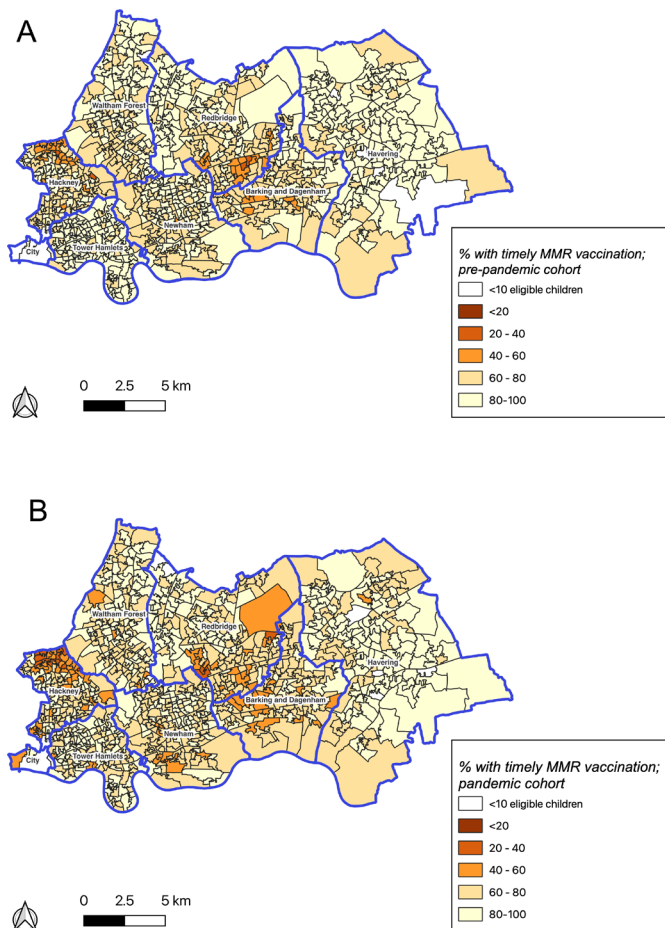 A
Waltham Forest
Redbridge
Havering
Hackney
Barking and Dagenham
Newham
City
Tower Hamlets
% with timely MMR vaccination;
pre-pandemic cohort
<10 eligible children
<20
20 - 40
40 - 60
60 - 80
80-100
0 2.5 5 km
B
Waltham Forest
Redbridge
Havering
Hackney
Barking and Dagenham
Newham
City
Tower Hamlets
% with timely MMR vaccination;
pandemic cohort
<10 eligible children
<20
20 - 40
40 - 60
60 - 80
80-100
0 2.5 5 km